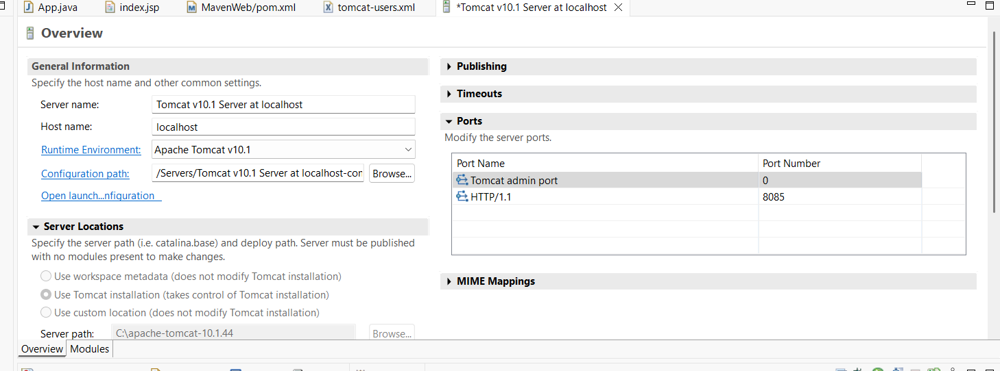 App.java
index.jsp
MavenWeb/pom.xml
tomcat-users.xml
*Tomcat v10.1 Server at localhost
Overview
General Information
Specify the host name and other common settings.
Server name: Tomcat v10.1 Server at localhost
Host name: localhost
Runtime Environment: Apache Tomcat v10.1
Configuration path: /Servers/Tomcat v10.1 Server at localhost-cor Browse...
Open launch...nfiguration
Server Locations
Specify the server path (i.e. catalina.base) and deploy path. Server must be published
with no modules present to make changes.
Use workspace metadata (does not modify Tomcat installation)
Use Tomcat installation (takes control of Tomcat installation)
Use custom location (does not modify Tomcat installation)
Server path: C:\apache-tomcat-10.1.44 Browse...
Publishing
Timeouts
Ports
Modify the server ports.
Port Name Port Number
Tomcat admin port 0
HTTP/1.1 8085
MIME Mappings
Overview Modules